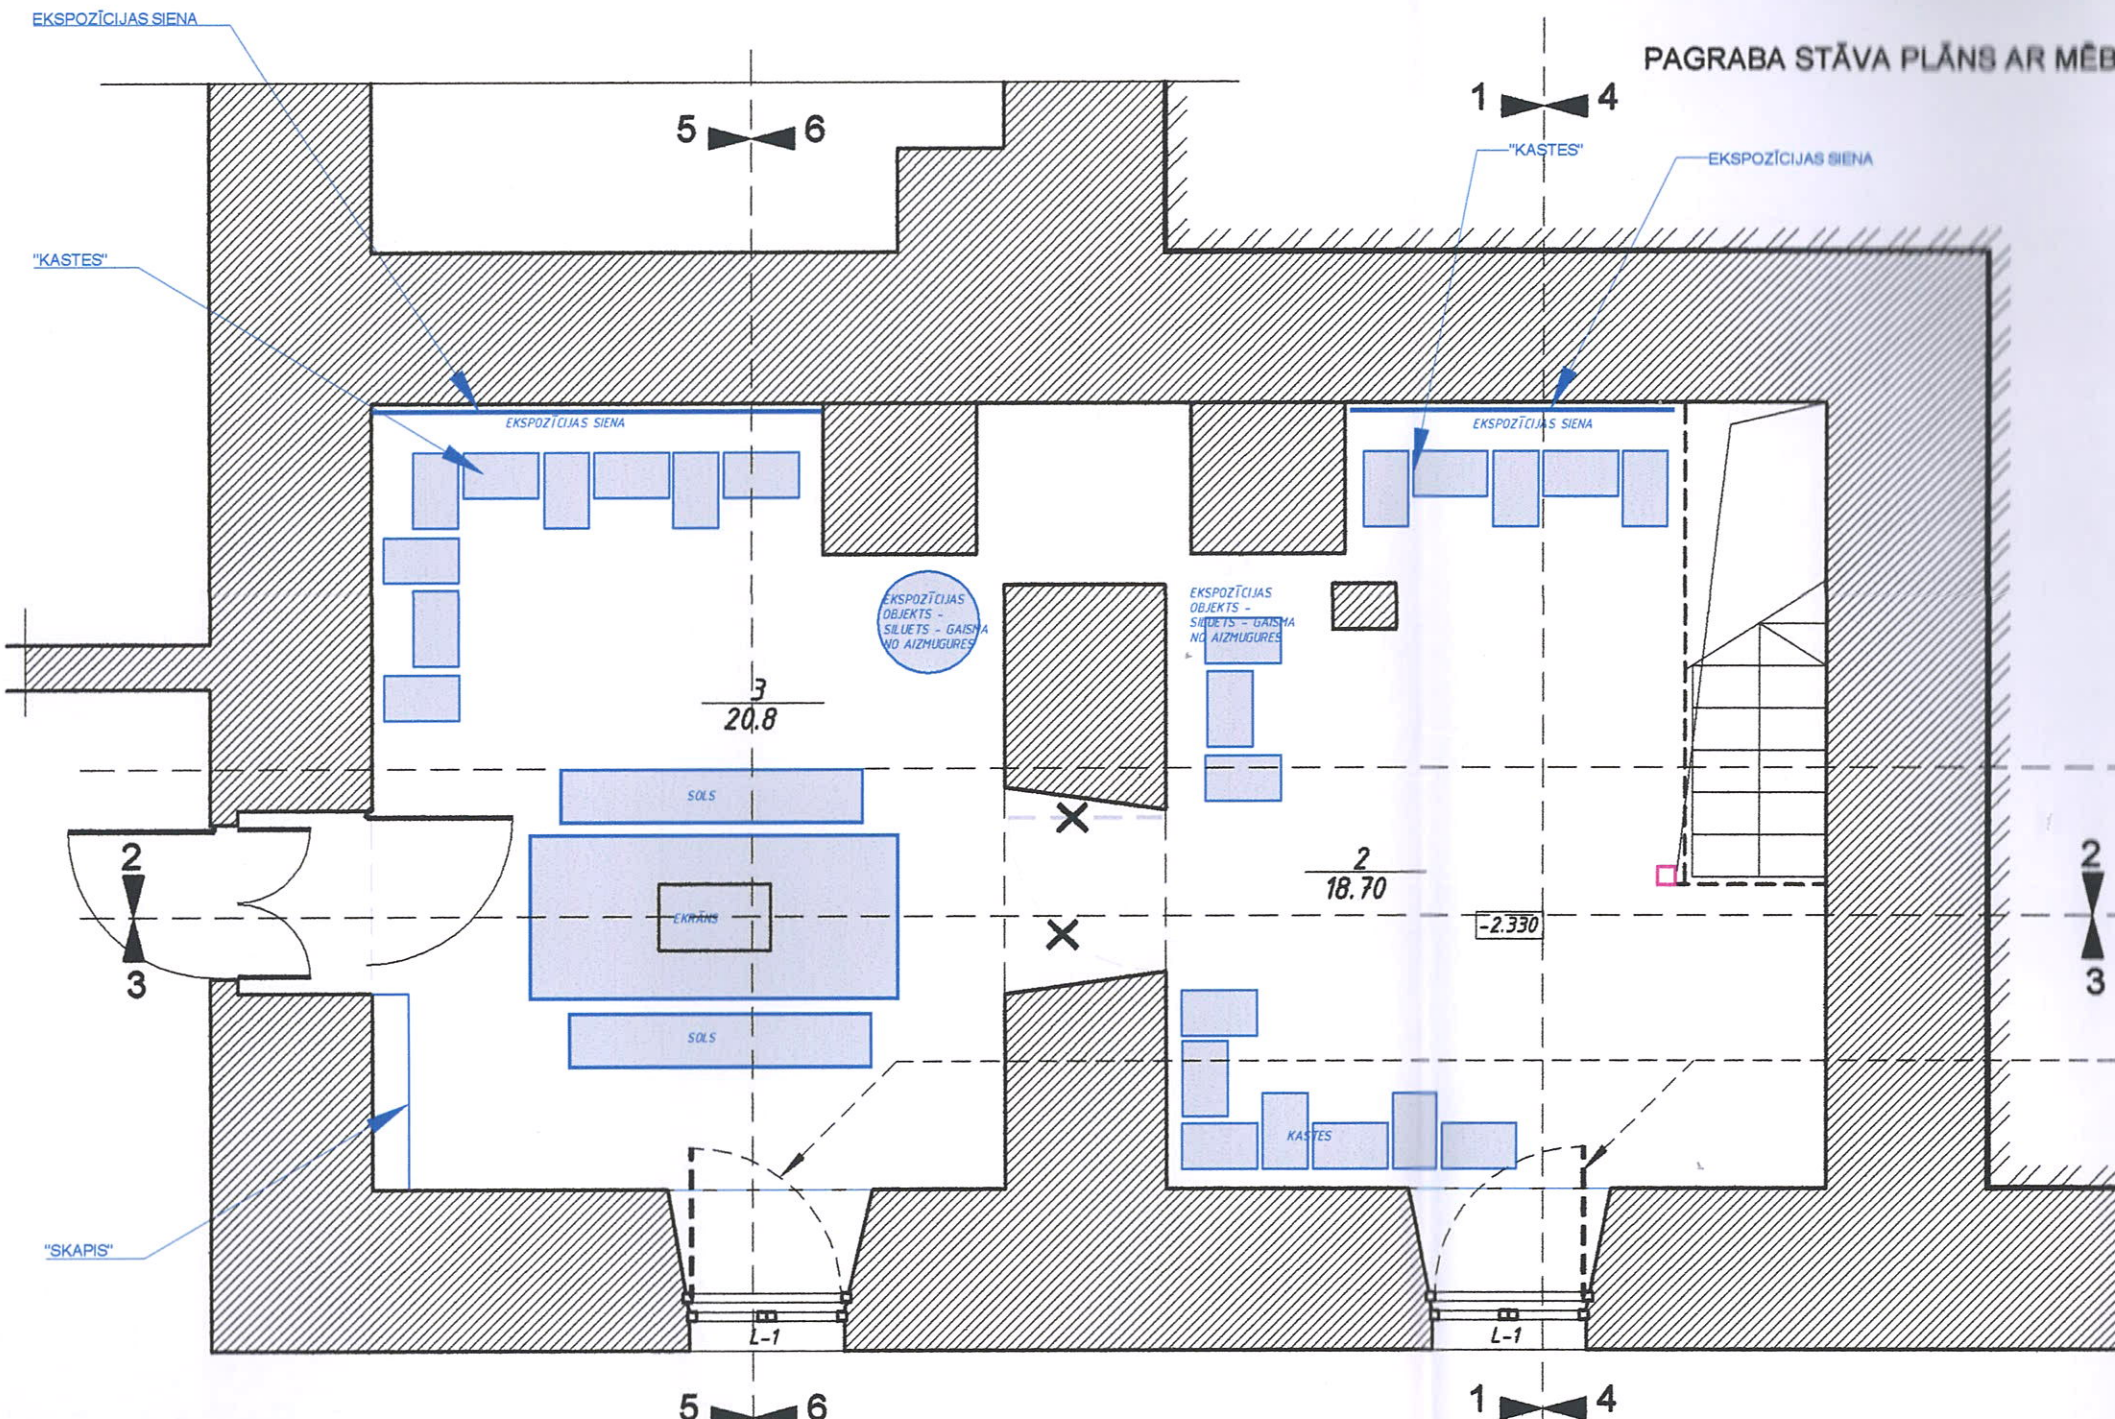 EKSPOZĪCIJAS SIENA
PAGRABA STĀVA PLĀNS AR MĒB
1 4
5 6
"KASTES"
EKSPOZĪCIJAS SIENA
"KASTES"
EKSPOZĪCIJAS SIENA
EKSPOZĪCIJAS SIENA
EKSPOZĪCIJAS
OBJEKTS -
SILUETS - GAISMA
NO AIZMUGURES
EKSPOZĪCIJAS
OBJEKTS -
SILUETS - GAISMA
NO AIZMUGURES
3
20.8
SOLS
2
3
2
18.70
2
3
EKRĀNS
-2.330
SOLS
KASTES
"SKAPIS"
L-1
L-1
5 6
1 4